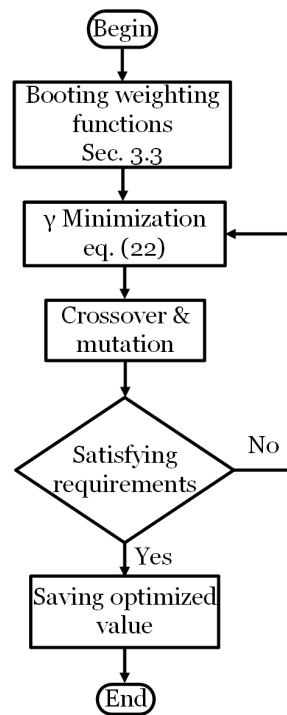 Begin
Booting weighting
functions
Sec. 3.3
γ Minimization
eq. (22)
Crossover &
mutation
Satisfying
requirements
No
Yes
Saving optimized
value
End